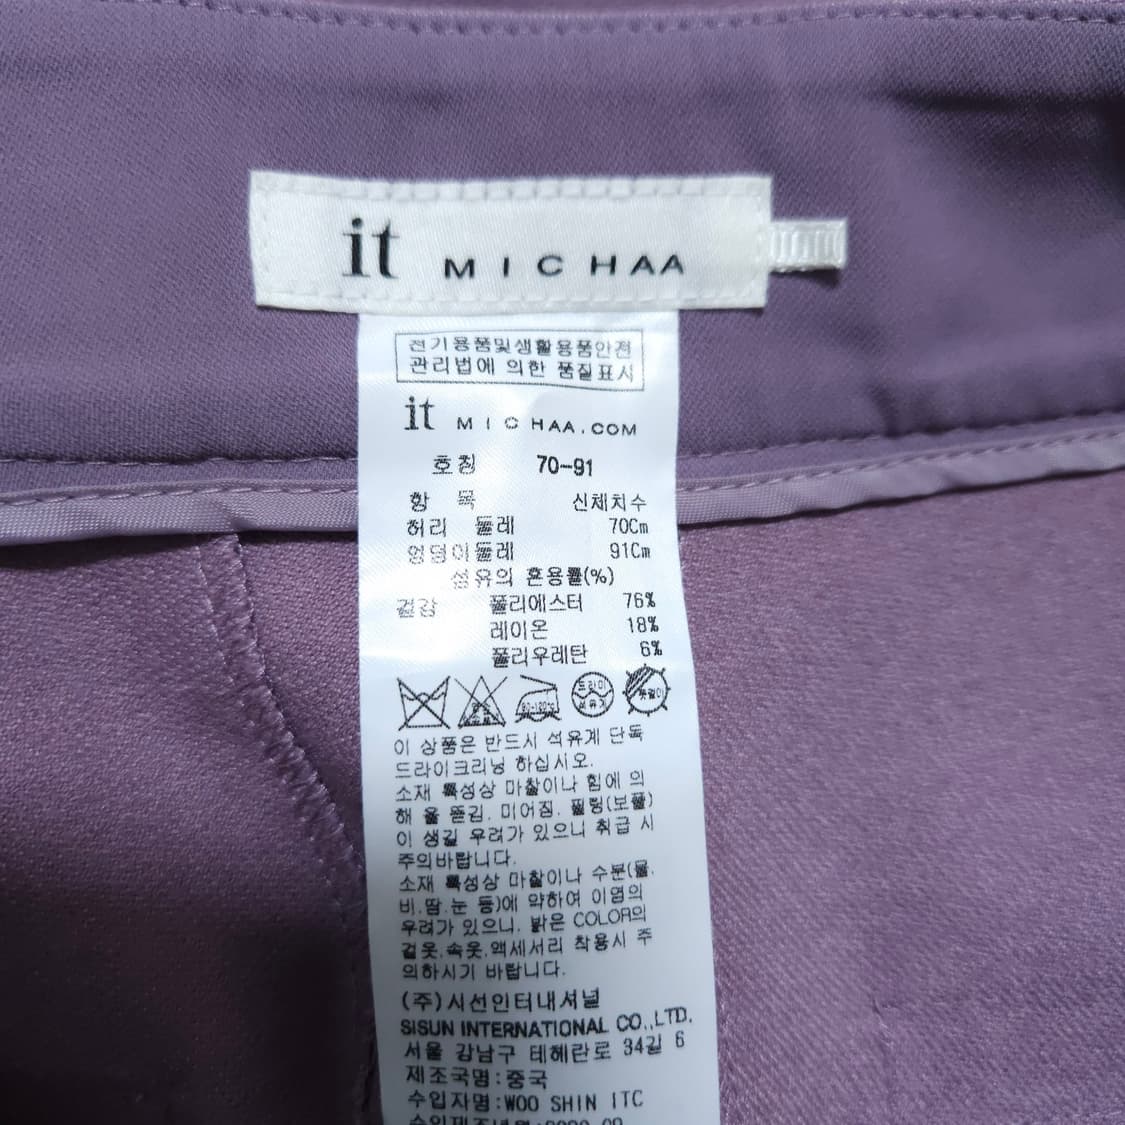 it MICHAA
전기용품및생활용품안전
관리법에 의한 품질표시
it MICHAA.COM
호칭 70-91
항 목 신체치수
허리 둘레 70Cm
엉덩이둘레 91Cm
섬유의 혼용률(%)
겉감 폴리에스터 76%
레이온 18%
폴리우레탄 6%
80-120℃ 드라이 석유계 옷걸이
이 상품은 반드시 석유계 단독
드라이크리닝 하십시오.
소재 특성상 마찰이나 힘에 의
해 올 뜯김, 미어짐, 필링(보풀)
이 생길 우려가 있으니 취급 시
주의바랍니다.
소재 특성상 마찰이나 수분(물,
비,땀,눈 등)에 약하여 이염의
우려가 있으니, 밝은 COLOR의
겉옷,속옷,액세서리 착용시 주
의하시기 바랍니다.
(주)시선인터내셔널
SISUN INTERNATIONAL CO.,LTD.
서울 강남구 테헤란로 34길 6
제조국명:중국
수입자명:WOO SHIN ITC